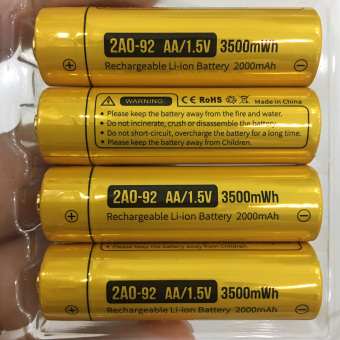 2A0-92 AA/1.5V 3500mWh
Rechargeable Li-ion Battery 2000mAh
WARNING: CE RoHS Made in China
• Please keep the battery away from the fire and water.
• Do not incinerate, crush or disassemble the battery.
• Do not short-circuit, overcharge the battery for a long time.
• Please keep battery away from Children.
2A0-92 AA/1.5V 3500mWh
Rechargeable Li-ion Battery 2000mAh
• Please keep battery away from Children.
2A0-92 AA/1.5V 3500mWh
Rechargeable Li-ion Battery 2000mAh